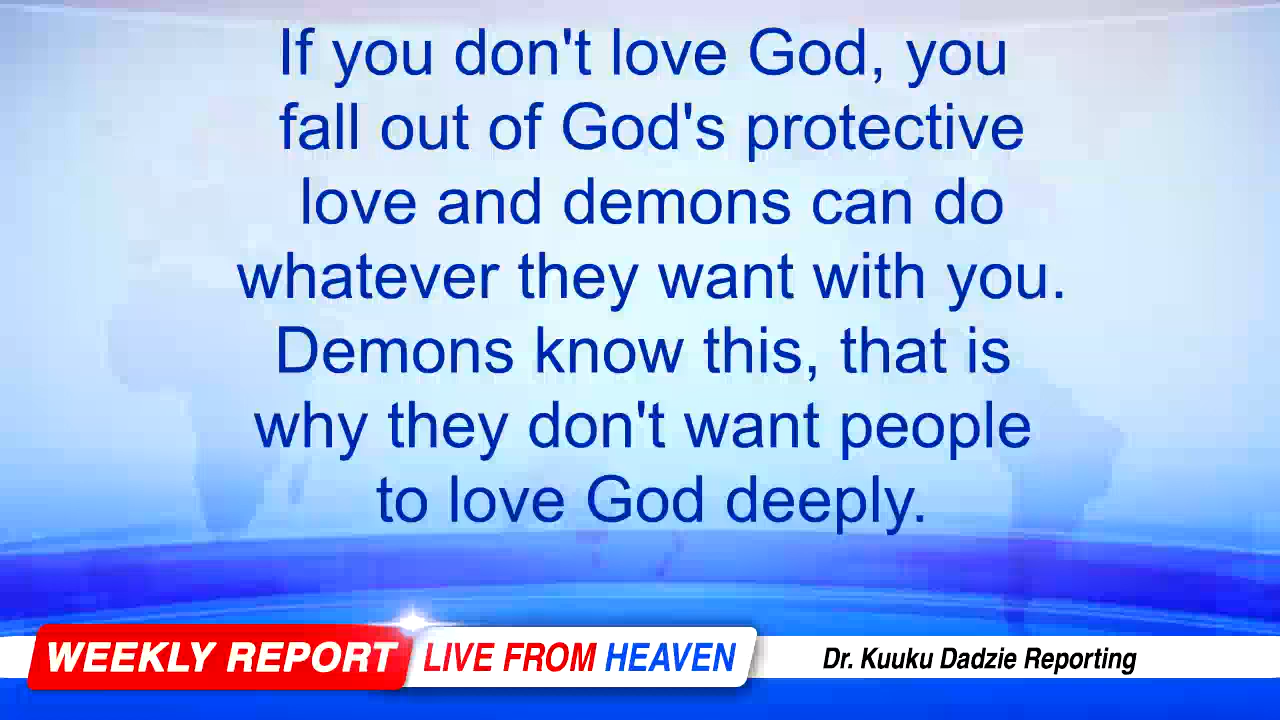 If you don't love God, you
fall out of God's protective
love and demons can do
whatever they want with you.
Demons know this, that is
why they don't want people
to love God deeply.
WEEKLY REPORT LIVE FROM HEAVEN Dr. Kuuku Dadzie Reporting